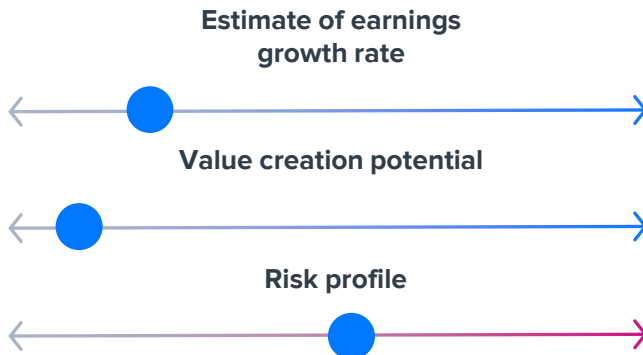 Estimate of earnings
growth rate
Value creation potential
Risk profile